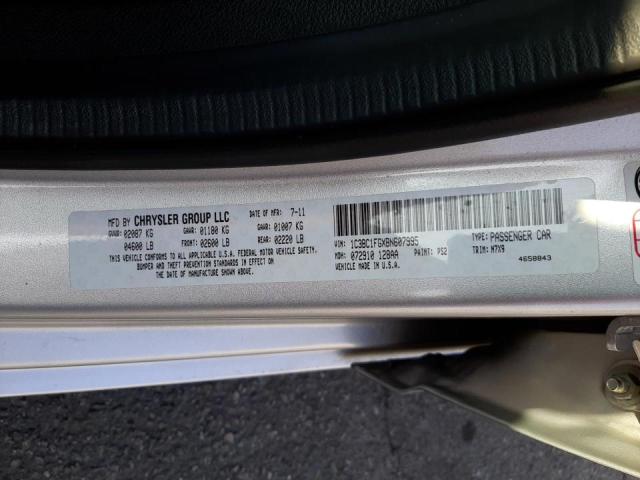 MFD BY CHRYSLER GROUP LLC DATE OF MFR: 7-11
GVWR: 02087 KG GAWR: 01180 KG GAWR: 01007 KG
04600 LB FRONT: 02600 LB REAR: 02220 LB
THIS VEHICLE CONFORMS TO ALL APPLICABLE U.S.A. FEDERAL MOTOR VEHICLE SAFETY,
BUMPER AND THEFT PREVENTION STANDARDS IN EFFECT ON
THE DATE OF MANUFACTURE SHOWN ABOVE.
VIN: 1C3BC1FGXBN607995 TYPE: PASSENGER CAR
MDH: 072910 128AA PAINT: PS2 TRIM: M7X9
VEHICLE MADE IN U.S.A. 4658843